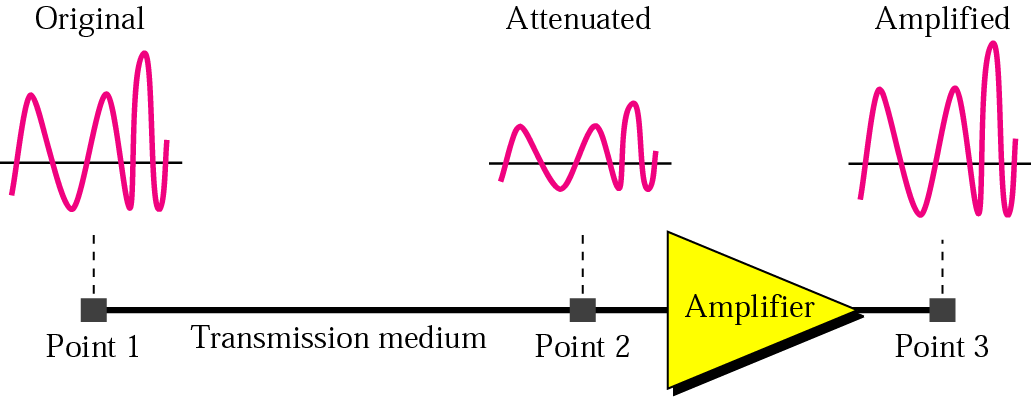 Original
Attenuated
Amplified
Amplifier
Transmission medium
Point 1
Point 2
Point 3